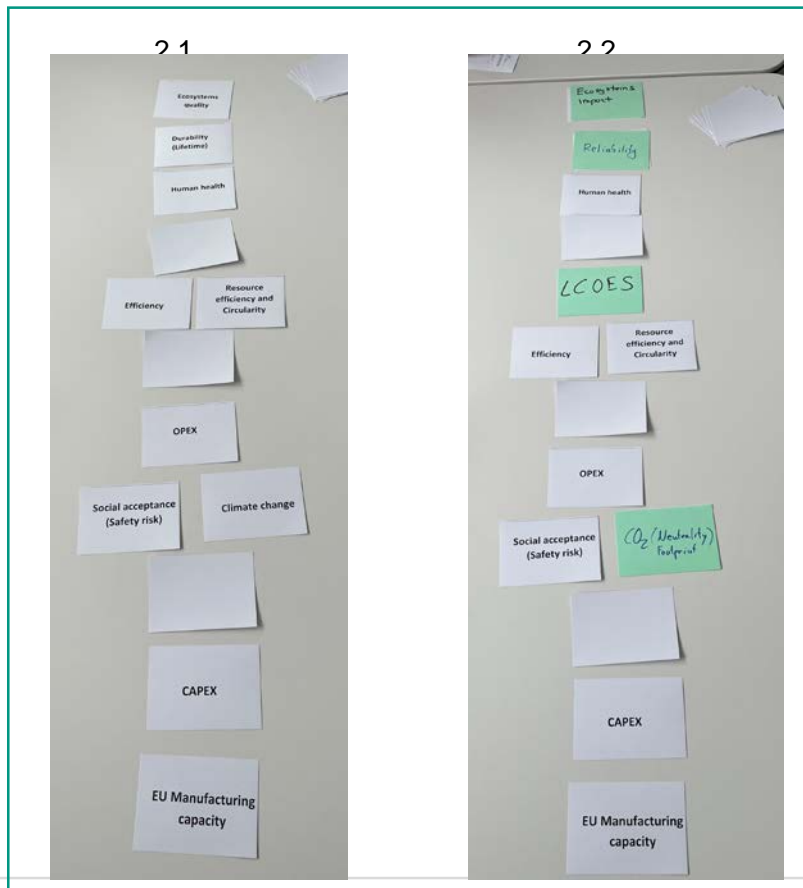 2.1
Ecosystems
quality
Durability
(Lifetime)
Human health
Efficiency
Resource
efficiency and
Circularity
OPEX
Social acceptance
(Safety risk)
Climate change
CAPEX
EU Manufacturing
capacity
2.2
Ecosystem &
Impact
Reliability
Human health
LCOES
Efficiency
Resource
efficiency and
Circularity
OPEX
Social acceptance
(Safety risk)
CO₂ (Neutrality)
Footprint
CAPEX
EU Manufacturing
capacity